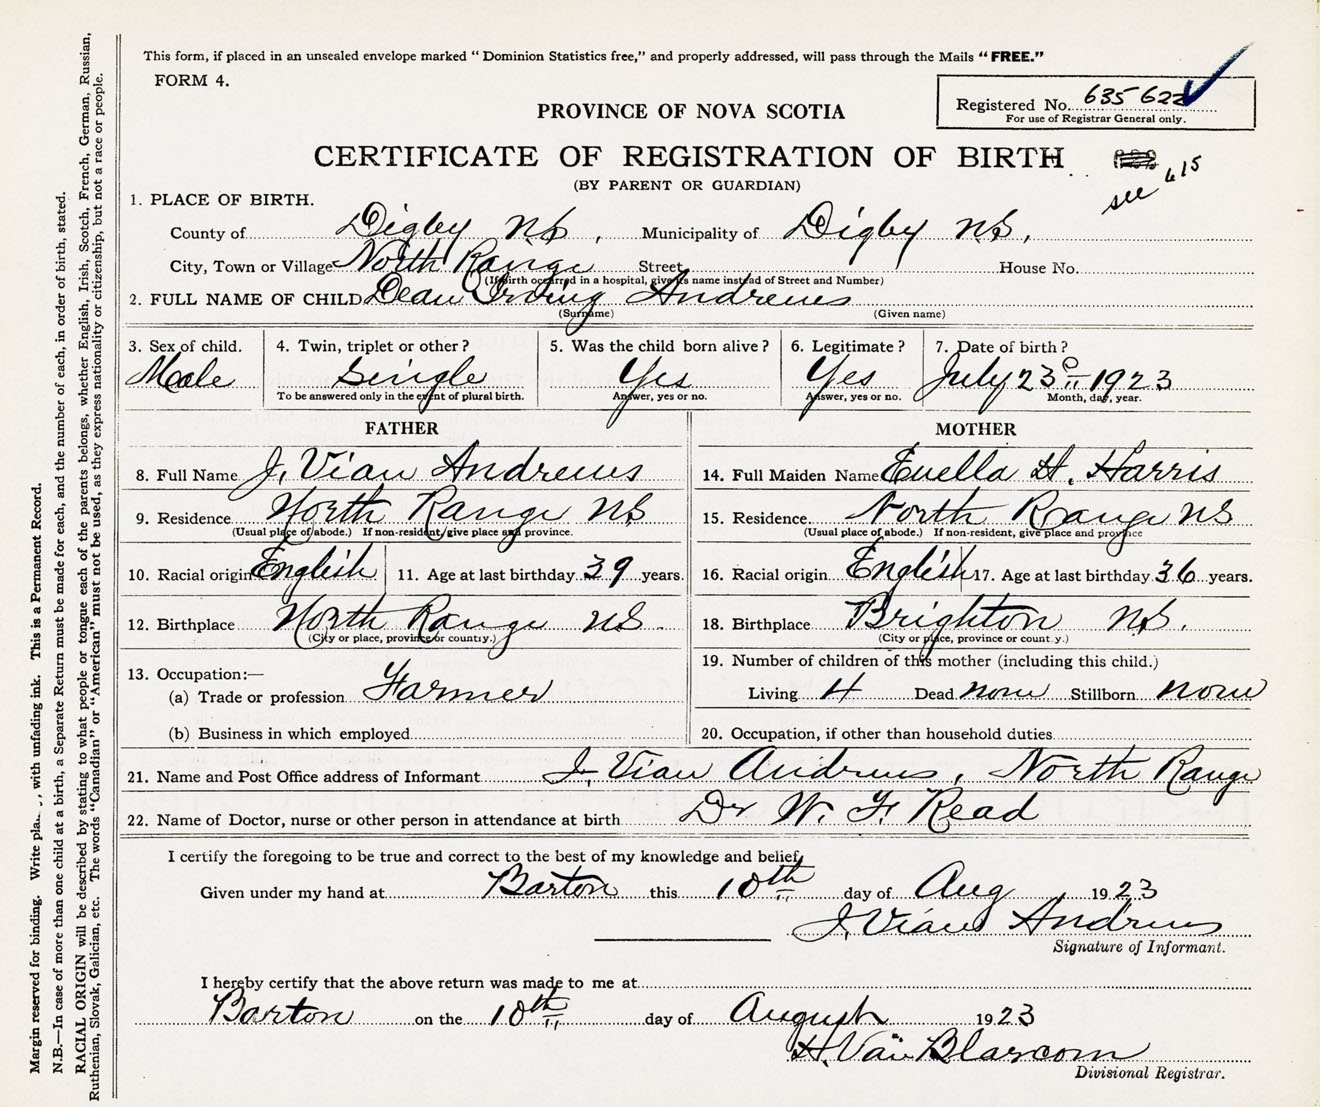 This form, if placed in an unsealed envelope marked “ Dominion Statistics free,” and properly addressed, will pass through the Mails “ FREE.”
FORM 4.
Registered No. 635 622
For use of Registrar General only.
PROVINCE OF NOVA SCOTIA
CERTIFICATE OF REGISTRATION OF BIRTH
see 615
(BY PARENT OR GUARDIAN)
1. PLACE OF BIRTH.
County of Digby N.S., Municipality of Digby N.S.,
City, Town or Village North Range Street House No.
(If birth occurred in a hospital, give its name instead of Street and Number)
2. FULL NAME OF CHILD Dean Irving Andrews
(Surname) (Given name)
3. Sex of child. 4. Twin, triplet or other? 5. Was the child born alive? 6. Legitimate? 7. Date of birth?
Male Single Yes Yes July 23 1923
To be answered only in the event of plural birth. Answer, yes or no. Answer, yes or no. Month, day, year.
FATHER
8. Full Name J. Vian Andrews
9. Residence North Range NS
(Usual place of abode.) If non-resident, give place and province.
10. Racial origin English 11. Age at last birthday 39 years.
12. Birthplace North Range NS.
(City or place, province or country.)
13. Occupation:—
(a) Trade or profession Farmer
(b) Business in which employed
MOTHER
14. Full Maiden Name H. Harris
15. Residence North Range NS
(Usual place of abode.) If non-resident, give place and province
16. Racial origin English 17. Age at last birthday 36 years.
18. Birthplace Brighton N.S.
(City or place, province or country.)
19. Number of children of this mother (including this child.)
Living 4 Dead none Stillborn none
20. Occupation, if other than household duties
21. Name and Post Office address of Informant J. Vian Andrews, North Range
22. Name of Doctor, nurse or other person in attendance at birth Dr W. F. Read
I certify the foregoing to be true and correct to the best of my knowledge and belief,
Given under my hand at Barton this 10th day of Aug 1923
J. Vian Andrews
Signature of Informant.
I hereby certify that the above return was made to me at
Barton on the 10th day of August 1923
H. Van Blarcom
Divisional Registrar.
Margin reserved for binding. Write with unfading ink. This is a Permanent Record.
N.B.—In case of more than one child at a birth, a Separate Return must be made for each, and the number of each, in order of birth, stated.
RACIAL ORIGIN will be described by stating to what people or tongue each of the parents belongs, whether English, Irish, Scotch, French, German, Russian,
Ruthenian, Slovak, Galician, etc. The words “Canadian” or “American” must not be used, as they express nationality or citizenship, but not a race or people.